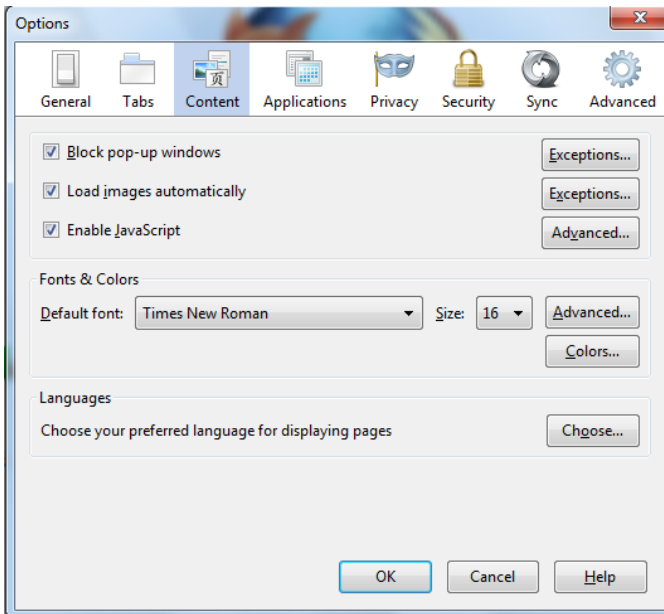 Options
General Tabs Content Applications Privacy Security Sync Advanced
Block pop-up windows Exceptions...
Load images automatically Exceptions...
Enable JavaScript Advanced...
Fonts & Colors
Default font: Times New Roman Size: 16 Advanced...
Colors...
Languages
Choose your preferred language for displaying pages Choose...
OK Cancel Help